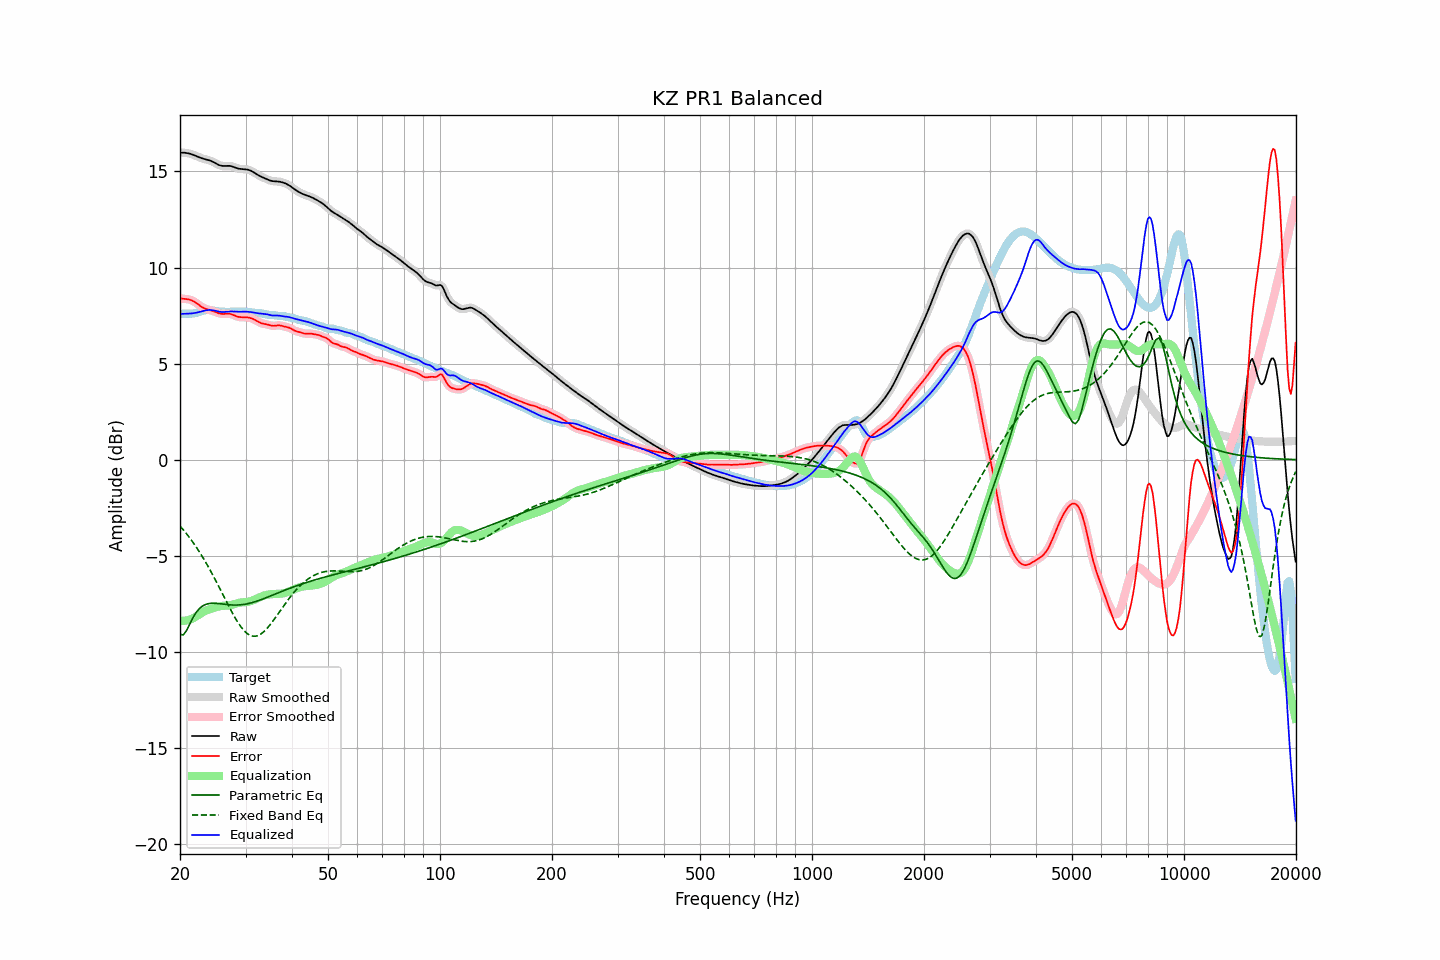 KZ PR1 Balanced
Amplitude (dBr)
15
10
5
0
−5
−10
−15
−20
Target
Raw Smoothed
Error Smoothed
Raw
Error
Equalization
Parametric Eq
Fixed Band Eq
Equalized
20 50 100 200 500 1000 2000 5000 10000 20000
Frequency (Hz)